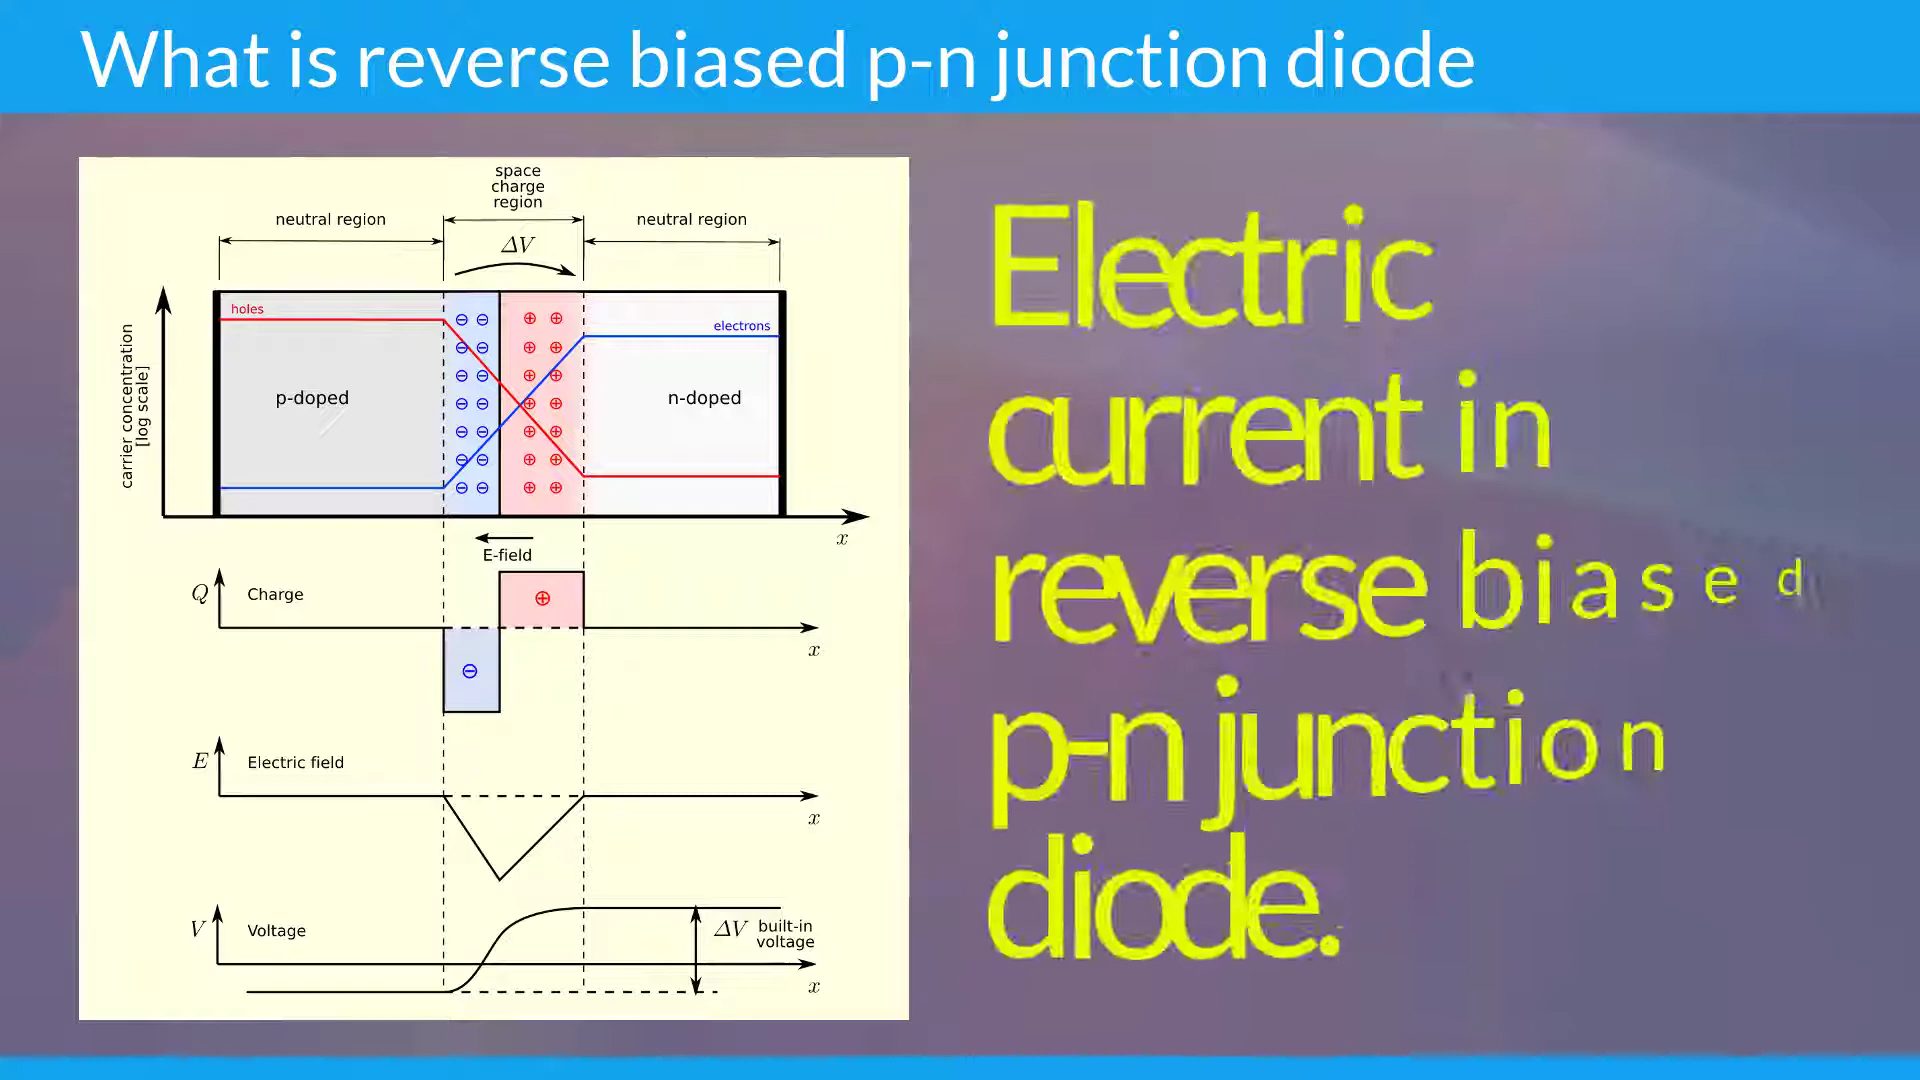 What is reverse biased p-n junction diode
space
charge
region
neutral region
neutral region
ΔV
holes
electrons
carrier concentration
[log scale]
p-doped
n-doped
x
E-field
Q
Charge
x
E
Electric field
x
V
Voltage
ΔV built-in
voltage
x
Electric
current in
reverse biased
p-n junction
diode.